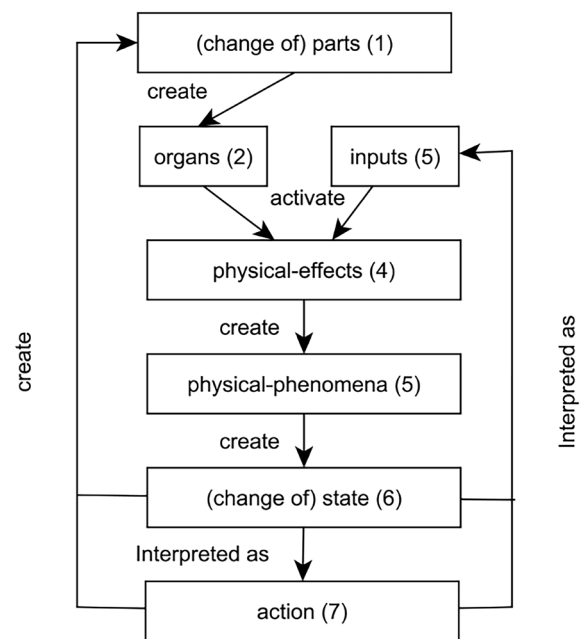 (change of) parts (1)
create
organs (2)
inputs (5)
activate
physical-effects (4)
create
physical-phenomena (5)
create
(change of) state (6)
Interpreted as
action (7)
create
Interpreted as